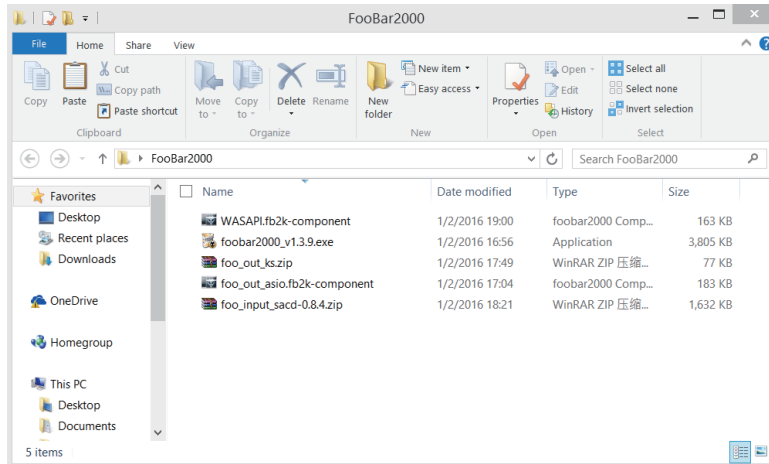 FooBar2000
File Home Share View
Cut
Copy path
Paste shortcut
Copy Paste
Clipboard
Move to Copy to Delete Rename
Organize
New folder
New item
Easy access
New
Properties
Open
Edit
History
Open
Select all
Select none
Invert selection
Select
FooBar2000
Search FooBar2000
Favorites
Desktop
Recent places
Downloads
OneDrive
Homegroup
This PC
Desktop
Documents
Name Date modified Type Size
WASAPI.fb2k-component 1/2/2016 19:00 foobar2000 Comp... 163 KB
foobar2000_v1.3.9.exe 1/2/2016 16:56 Application 3,805 KB
foo_out_ks.zip 1/2/2016 17:49 WinRAR ZIP 压缩... 77 KB
foo_out_asio.fb2k-component 1/2/2016 17:04 foobar2000 Comp... 183 KB
foo_input_sacd-0.8.4.zip 1/2/2016 18:21 WinRAR ZIP 压缩... 1,632 KB
5 items